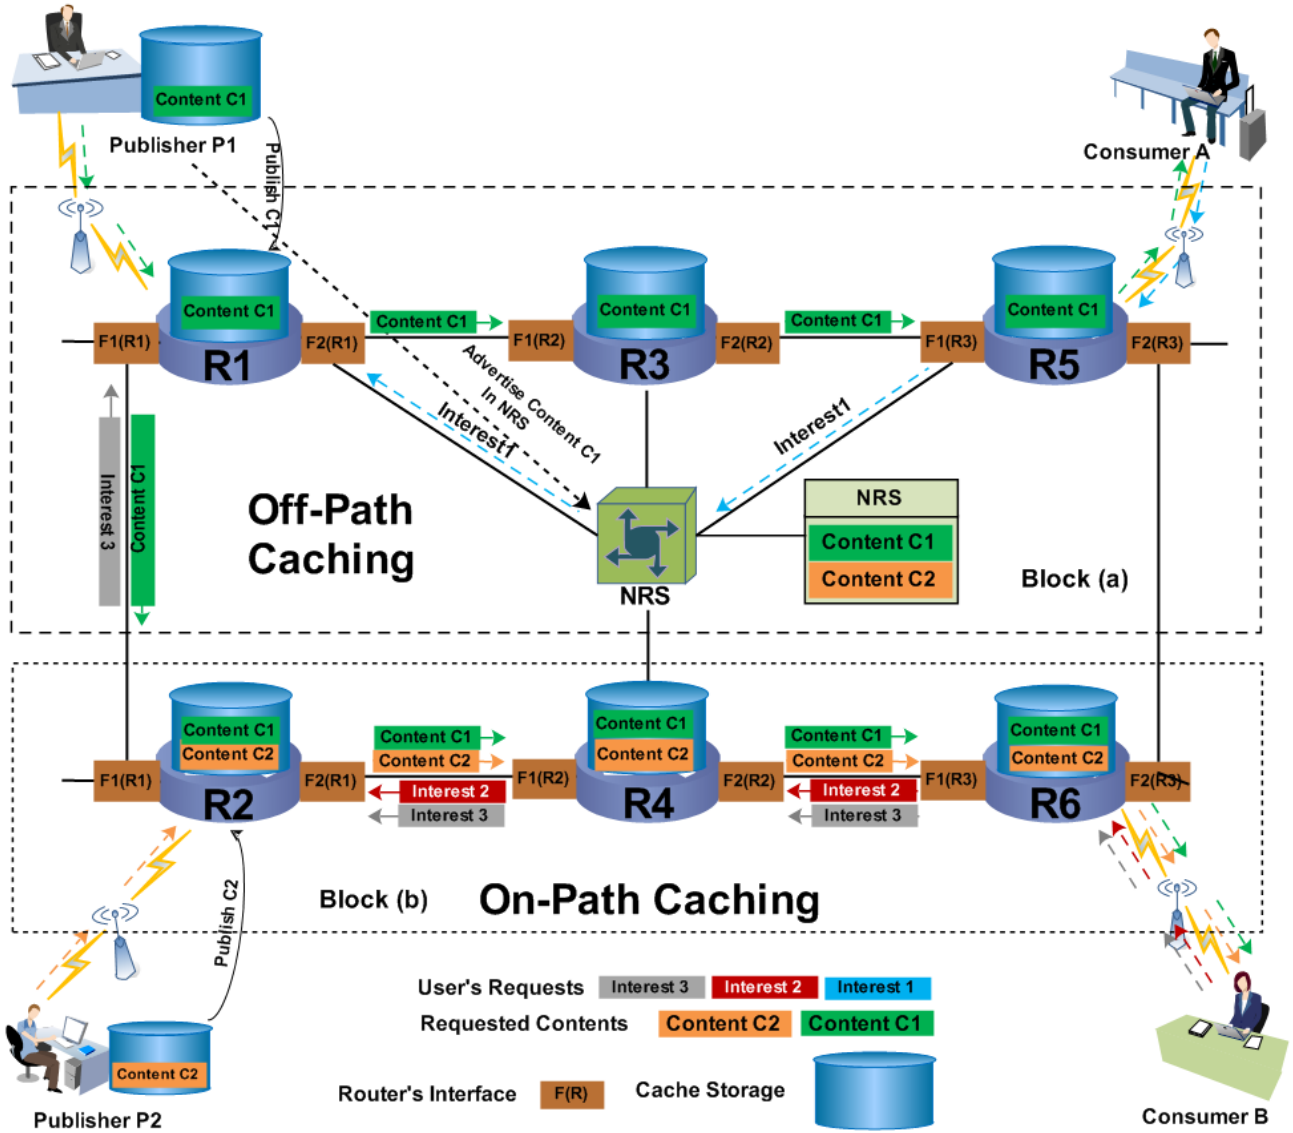 Content C1
Publisher P1
Publish C1
Consumer A
Content C1
Content C1
Content C1
F1(R1)
R1
F2(R1)
Content C1
F1(R2)
R3
F2(R2)
Content C1
F1(R3)
R5
F2(R3)
Advertise Content C1
In NRS
Interest1
Interest1
Interest 3
Content C1
Off-Path
Caching
NRS
NRS
Content C1
Content C2
Block (a)
Content C1
Content C2
Content C1
Content C2
Content C1
Content C2
Content C1
Content C2
Content C1
Content C2
F1(R1)
R2
F2(R1)
Interest 2
Interest 3
F1(R2)
R4
F2(R2)
Interest 2
Interest 3
F1(R3)
R6
F2(R3)
Publish C2
Block (b)
On-Path Caching
User's Requests
Interest 3
Interest 2
Interest 1
Requested Contents
Content C2
Content C1
Router's Interface
F(R)
Cache Storage
Content C2
Publisher P2
Consumer B